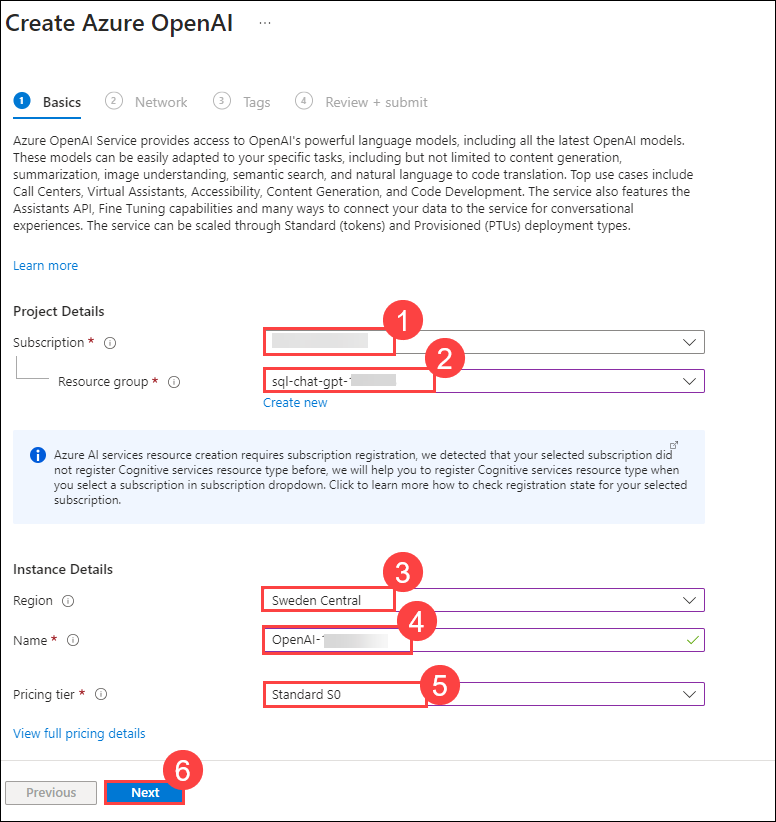 Create Azure OpenAI ...
1 Basics 2 Network 3 Tags 4 Review + submit
Azure OpenAI Service provides access to OpenAI's powerful language models, including all the latest OpenAI models.
These models can be easily adapted to your specific tasks, including but not limited to content generation,
summarization, image understanding, semantic search, and natural language to code translation. Top use cases include
Call Centers, Virtual Assistants, Accessibility, Content Generation, and Code Development. The service also features the
Assistants API, Fine Tuning capabilities and many ways to connect your data to the service for conversational
experiences. The service can be scaled through Standard (tokens) and Provisioned (PTUs) deployment types.
Learn more
Project Details
Subscription * 1
Resource group * sql-chat-gpt- 2
Create new
Azure AI services resource creation requires subscription registration, we detected that your selected subscription did
not register Cognitive services resource type before, we will help you to register Cognitive services resource type when
you select a subscription in subscription dropdown. Click to learn more how to check registration state for your selected
subscription.
Instance Details
Region Sweden Central 3
Name * OpenAI- 4
Pricing tier * Standard S0 5
View full pricing details
Previous Next 6